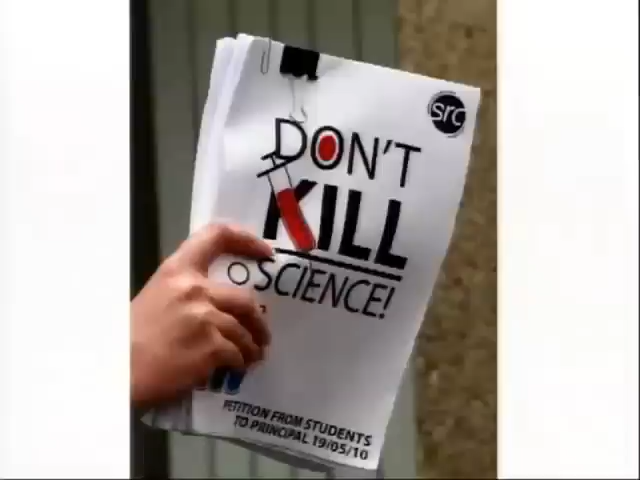 src
DON'T
KILL
SCIENCE!
PETITION FROM STUDENTS
TO PRINCIPAL 19/05/10